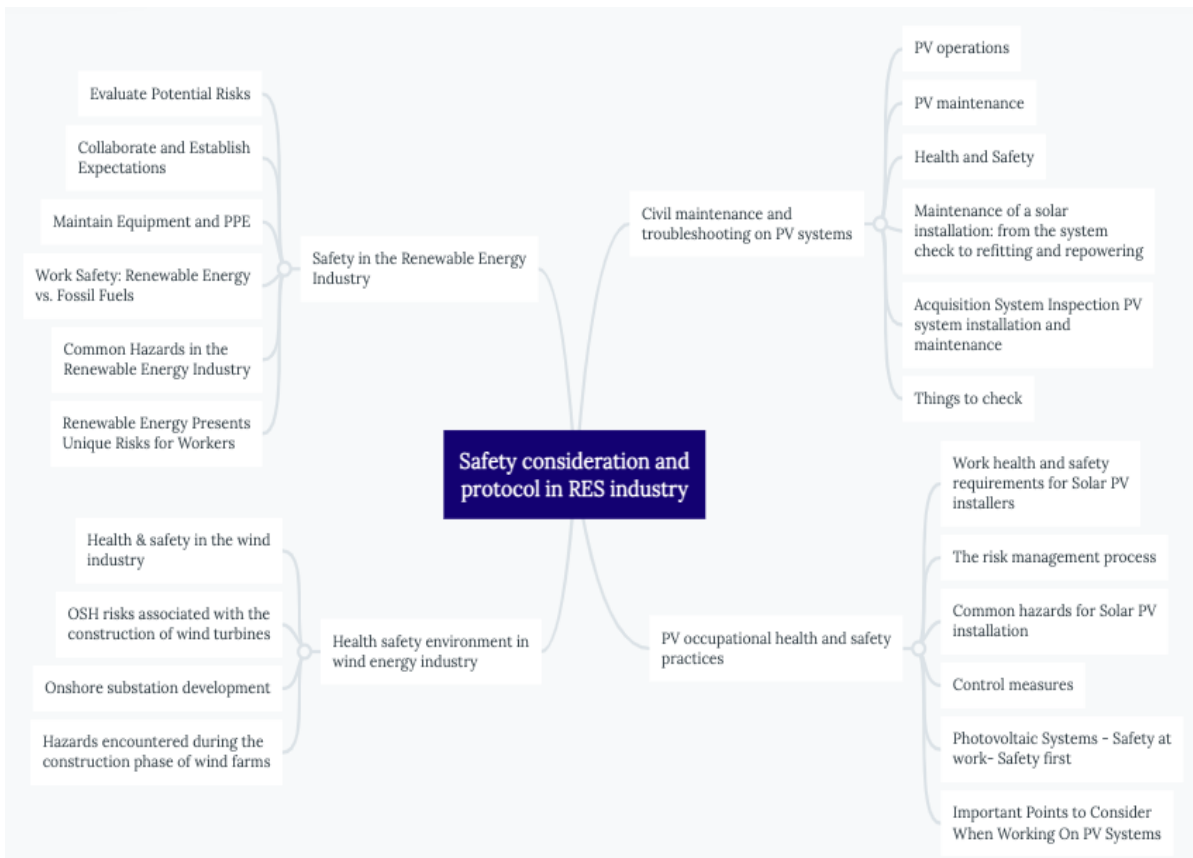 Safety consideration and
protocol in RES industry
Safety in the Renewable Energy
Industry
Evaluate Potential Risks
Collaborate and Establish
Expectations
Maintain Equipment and PPE
Work Safety: Renewable Energy
vs. Fossil Fuels
Common Hazards in the
Renewable Energy Industry
Renewable Energy Presents
Unique Risks for Workers
Health safety environment in
wind energy industry
Health & safety in the wind
industry
OSH risks associated with the
construction of wind turbines
Onshore substation development
Hazards encountered during the
construction phase of wind farms
Civil maintenance and
troubleshooting on PV systems
PV operations
PV maintenance
Health and Safety
Maintenance of a solar
installation: from the system
check to refitting and repowering
Acquisition System Inspection PV
system installation and
maintenance
Things to check
PV occupational health and safety
practices
Work health and safety
requirements for Solar PV
installers
The risk management process
Common hazards for Solar PV
installation
Control measures
Photovoltaic Systems - Safety at
work- Safety first
Important Points to Consider
When Working On PV Systems